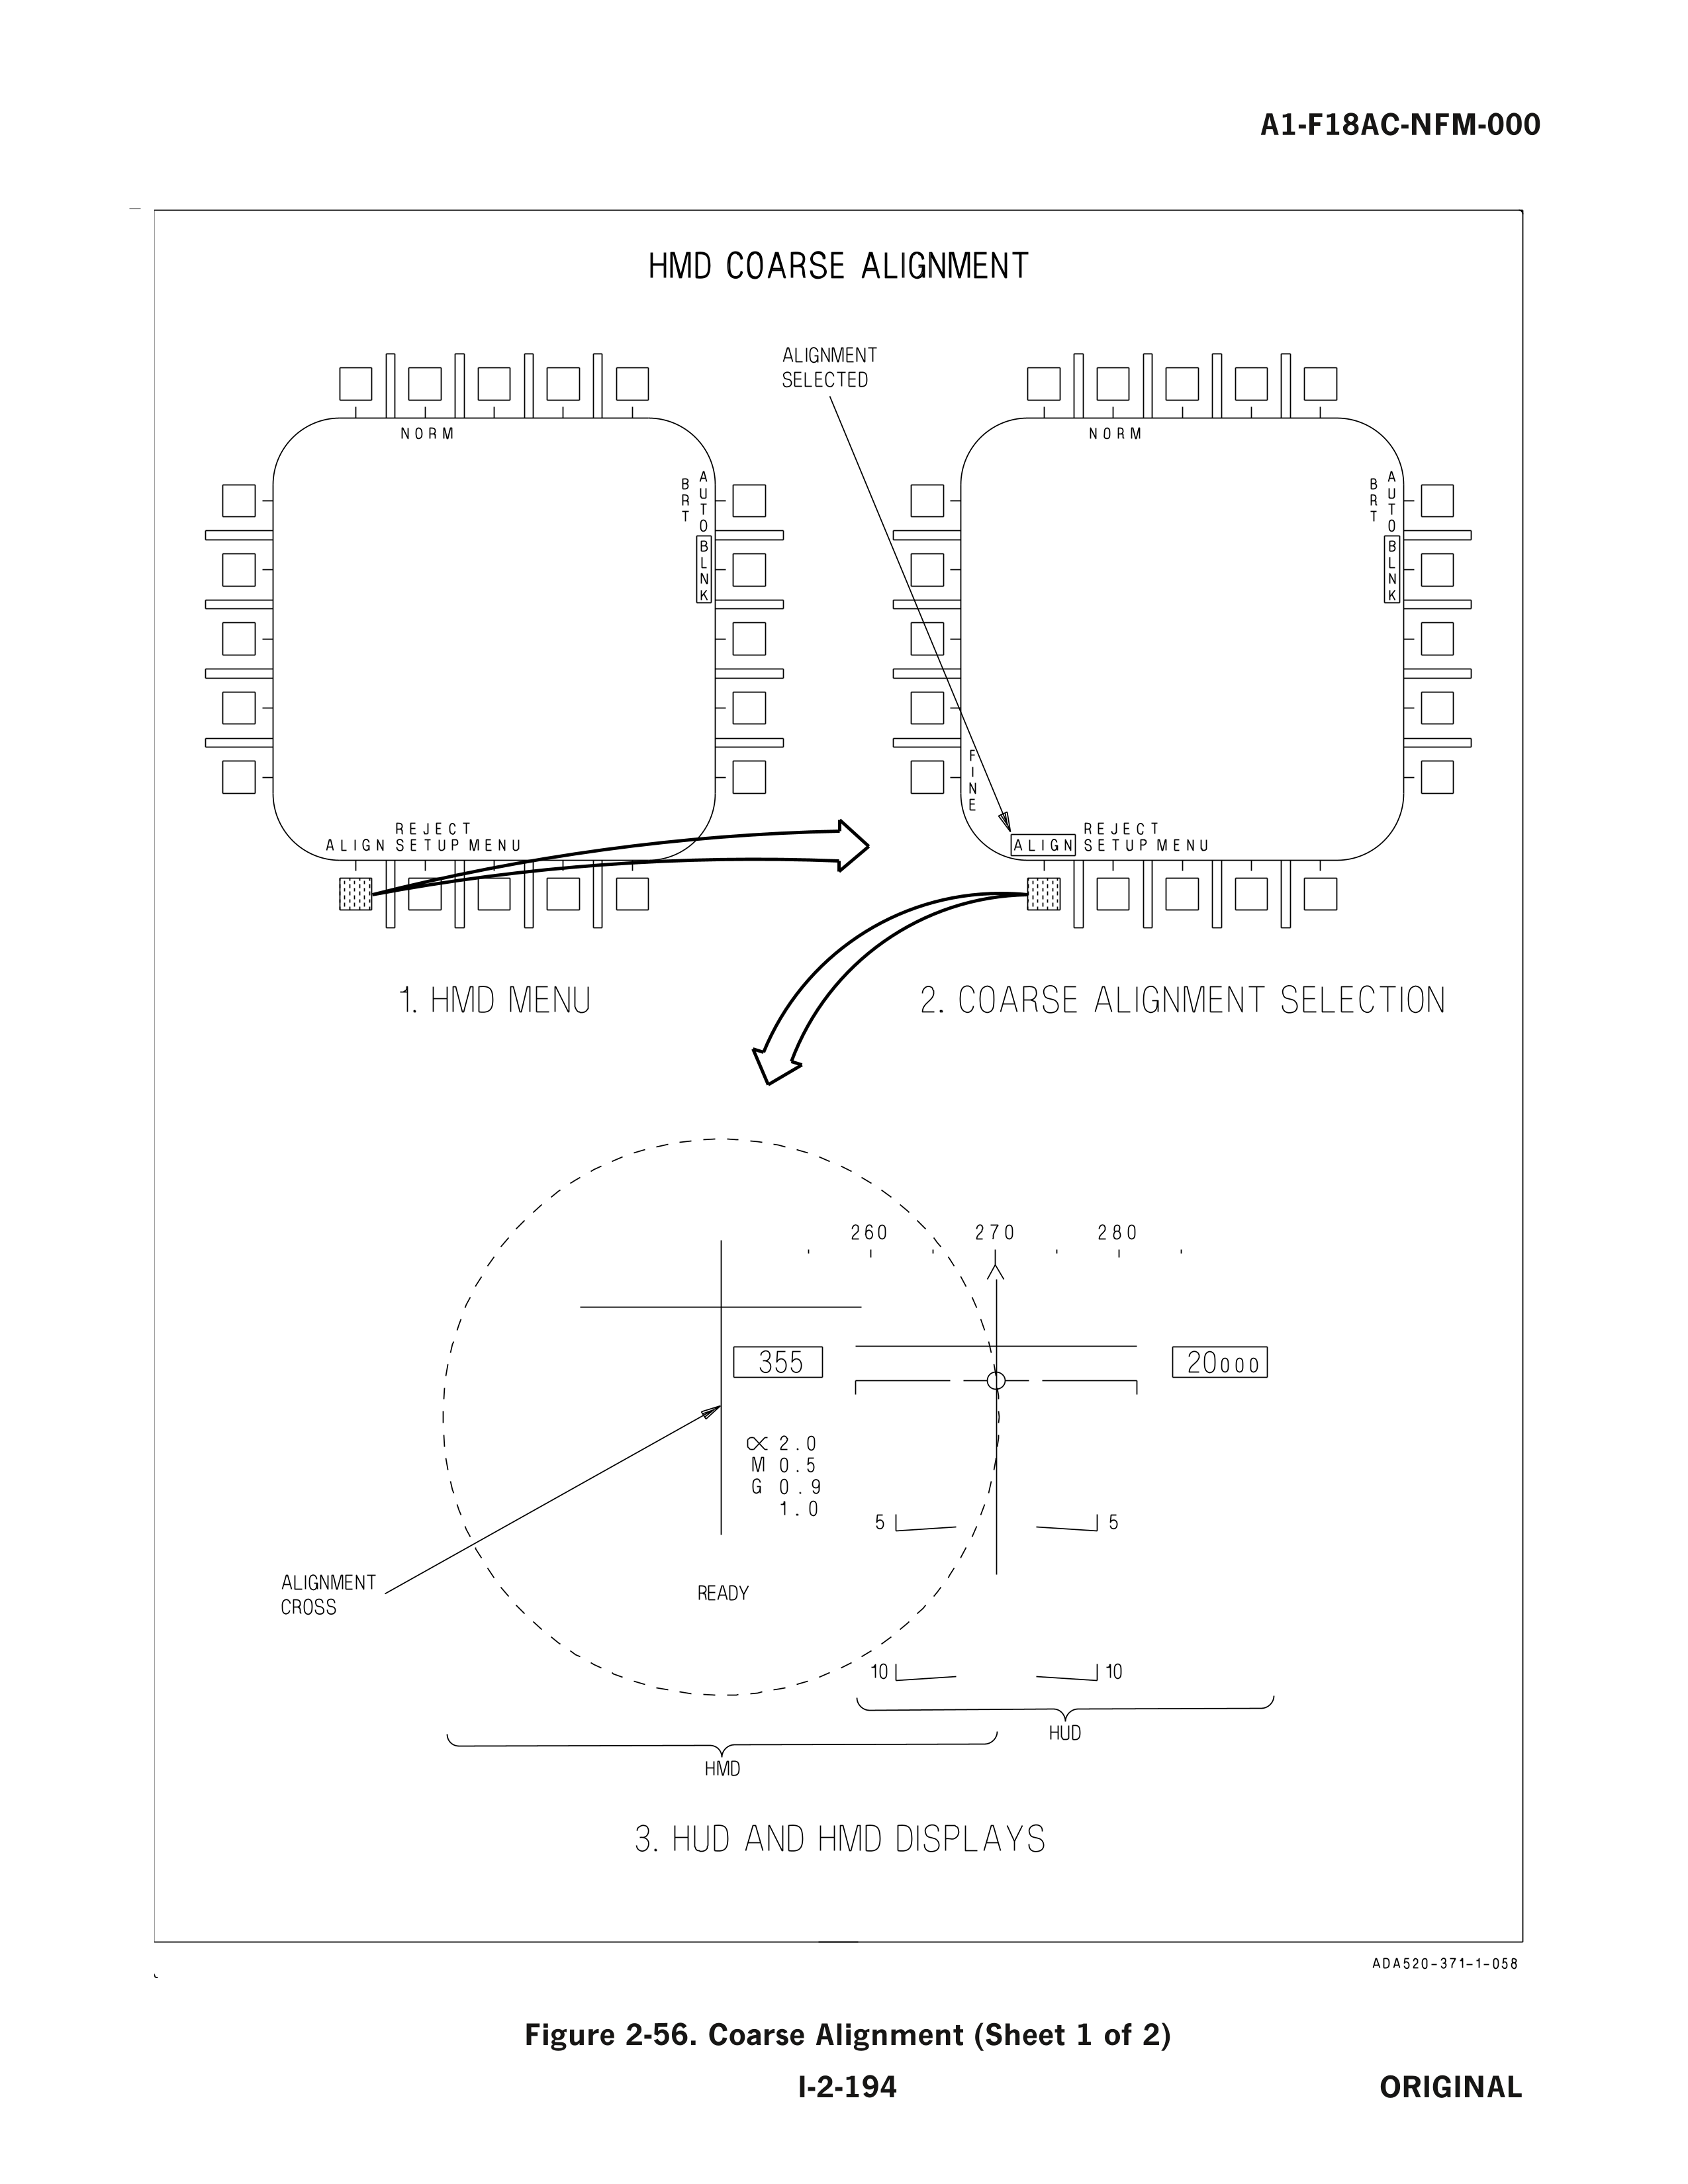 A1-F18AC-NFM-000
HMD COARSE ALIGNMENT
ALIGNMENT
SELECTED
NORM
BRT
AUTO
BLNK
REJECT
ALIGN SETUP MENU
NORM
BRT
AUTO
BLNK
FINE
REJECT
ALIGN SETUP MENU
1. HMD MENU
2. COARSE ALIGNMENT SELECTION
260 270 280
355
20000
∝ 2.0
M 0.5
G 0.9
1.0
5 5
ALIGNMENT
CROSS
READY
10 10
HUD
HMD
3. HUD AND HMD DISPLAYS
ADA520-371-1-058
Figure 2-56. Coarse Alignment (Sheet 1 of 2)
I-2-194
ORIGINAL